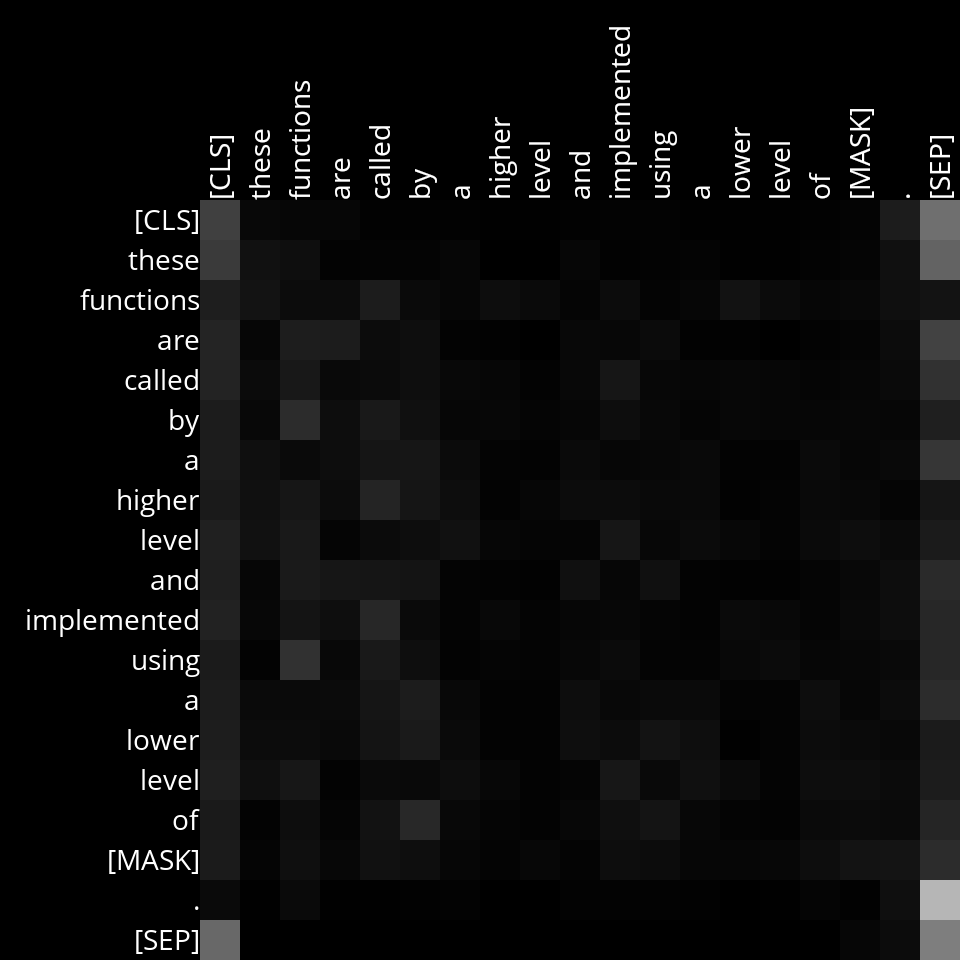 [CLS]
these
functions
are
called
by
a
higher
level
and
implemented
using
a
lower
level
of
[MASK]
.
[SEP]
[CLS]
these
functions
are
called
by
a
higher
level
and
implemented
using
a
lower
level
of
[MASK]
.
[SEP]